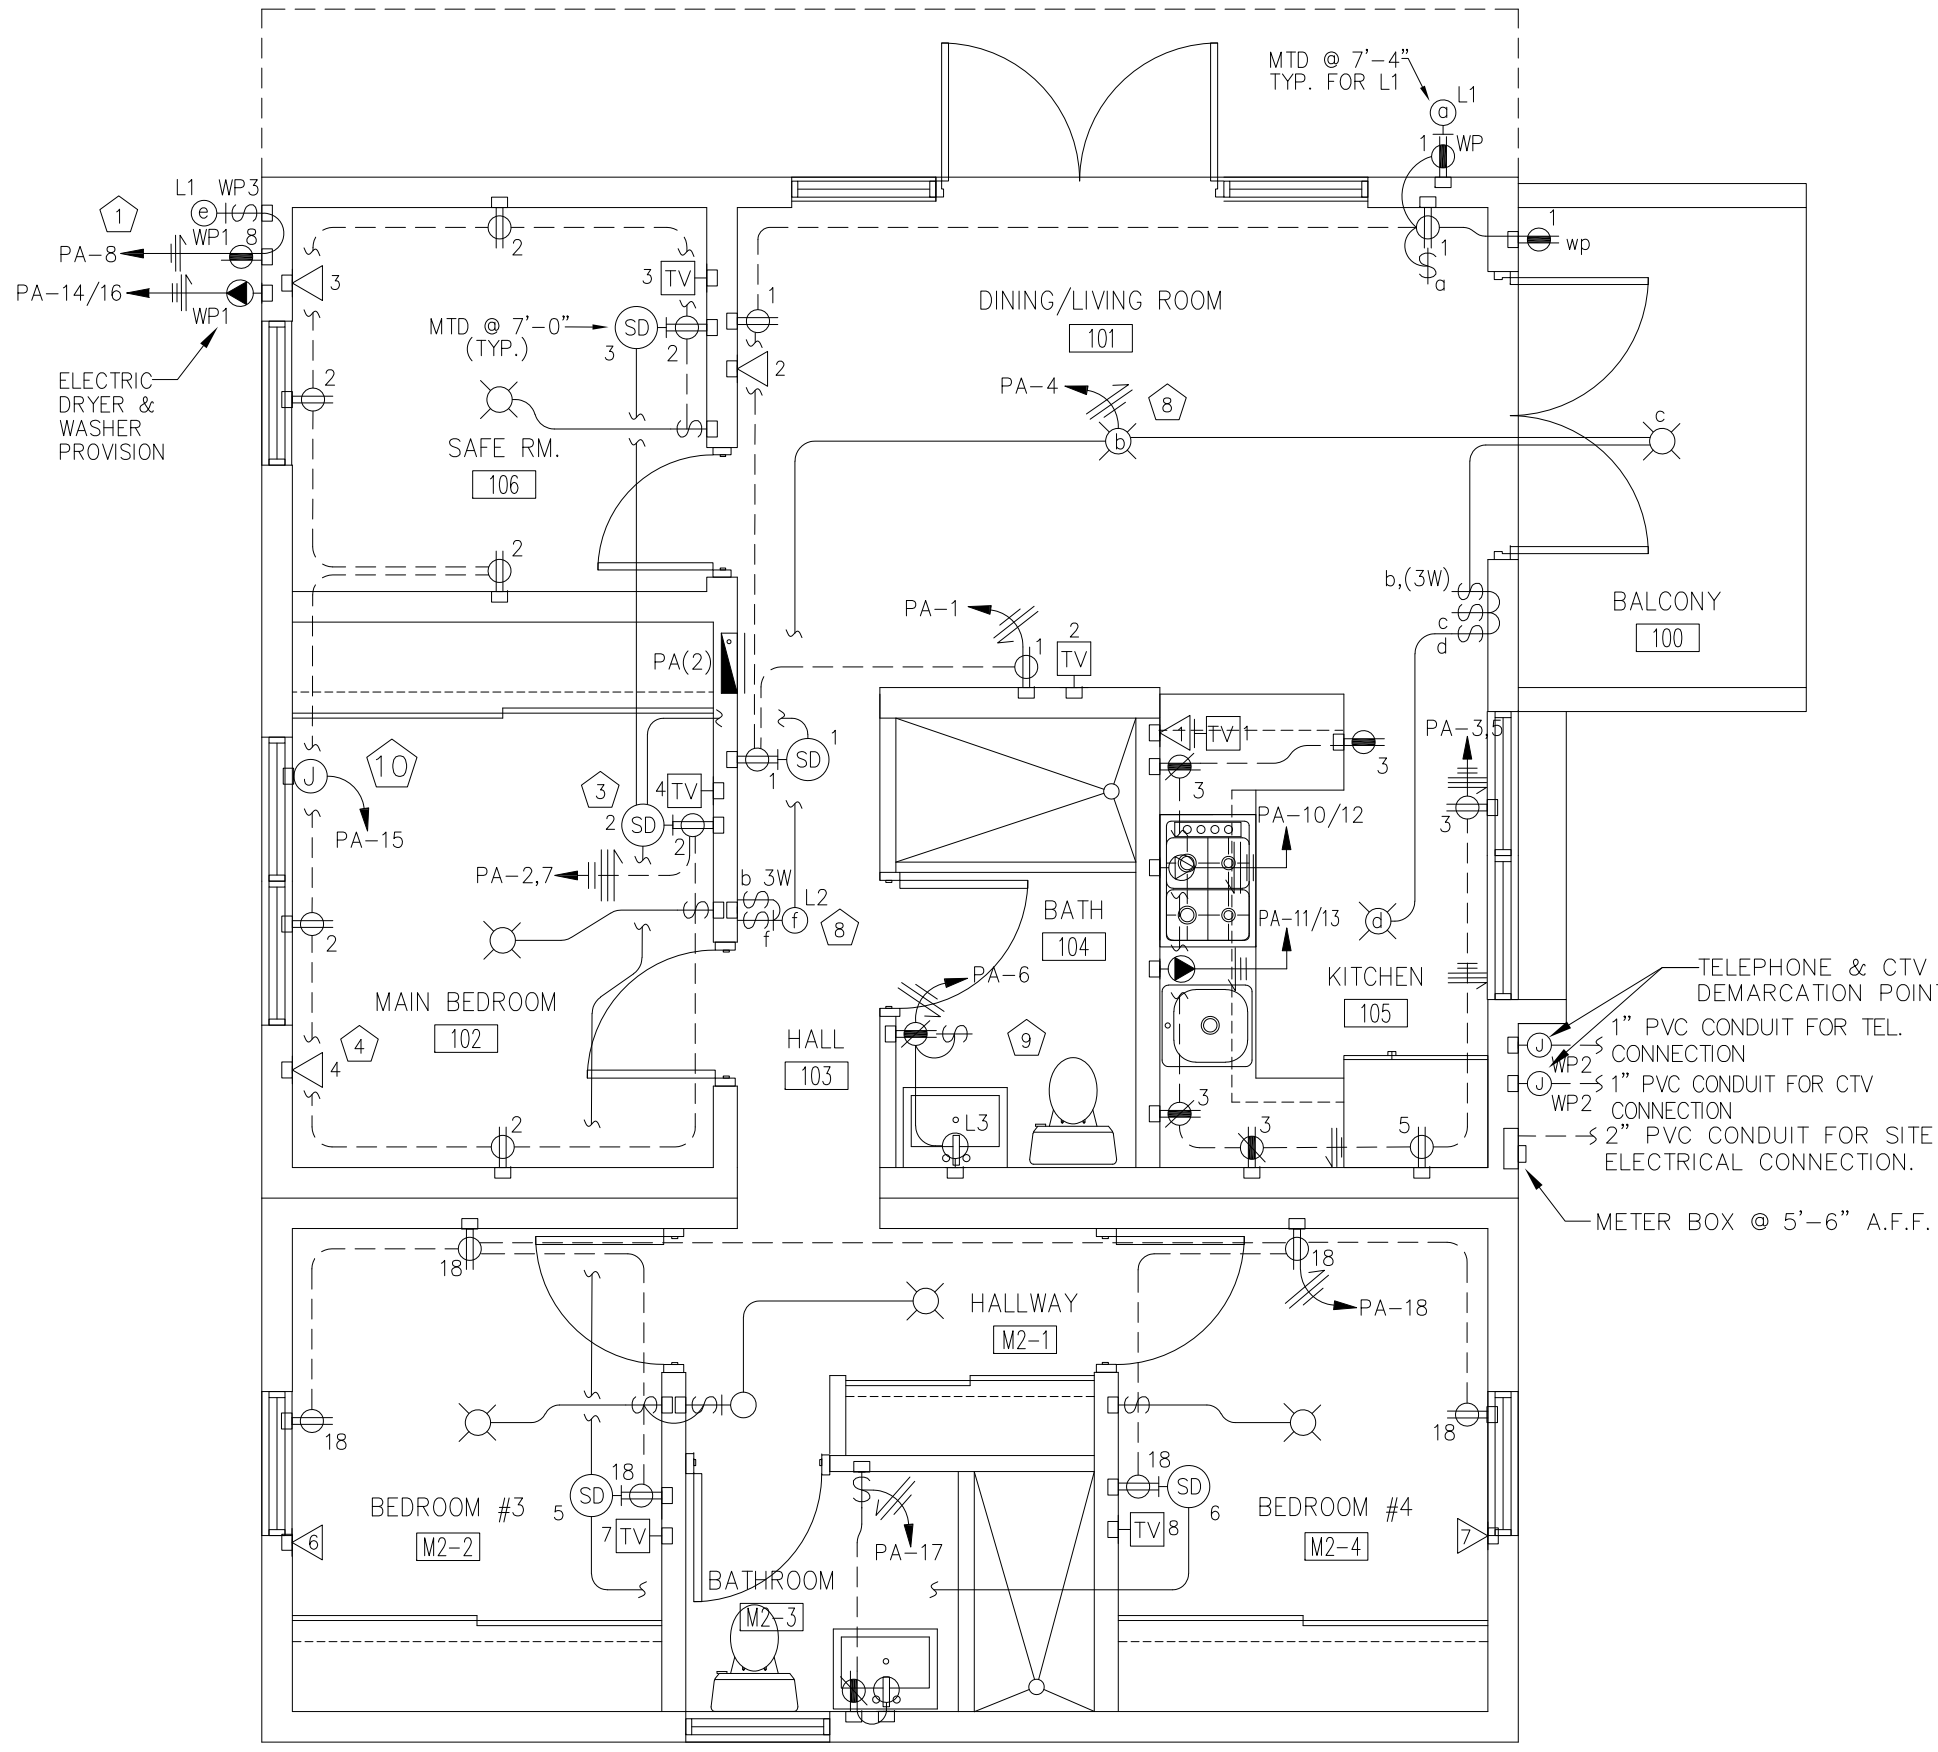 MTD @ 7'-4"
TYP. FOR L1
L1
a
1 WP
L1 WP3
1
e
WP1 8
PA-8
PA-14/16
WP1
3
2
3 TV
MTD @ 7'-0"
(TYP.)
SD
3
2
1
2
1
a
1
wp
DINING/LIVING ROOM
101
ELECTRIC
DRYER &
WASHER
PROVISION
2
SAFE RM.
106
PA-4
8
b
c
2
b,(3W)
c
d
BALCONY
100
PA-1
1
2
TV
PA(2)
J
10
PA-15
3
4 TV
2 SD
2
PA-2,7
1
SD
1
1
TV 1
3
3
PA-3,5
3
PA-10/12
b 3W
L2
f
f
8
2
BATH
104
PA-11/13
d
PA-6
KITCHEN
105
MAIN BEDROOM
102
4
4
HALL
103
9
L3
2
3
3
5
TELEPHONE & CTV
DEMARCATION POINT
1" PVC CONDUIT FOR TEL.
CONNECTION
J
WP2
1" PVC CONDUIT FOR CTV
CONNECTION
J
WP2
2" PVC CONDUIT FOR SITE
ELECTRICAL CONNECTION.
METER BOX @ 5'-6" A.F.F.
18
18
PA-18
HALLWAY
M2-1
18
18
18
SD
5
BEDROOM #3
M2-2
6
7 TV
PA-17
BATHROOM
M2-3
18
SD
6
TV 8
BEDROOM #4
M2-4
7